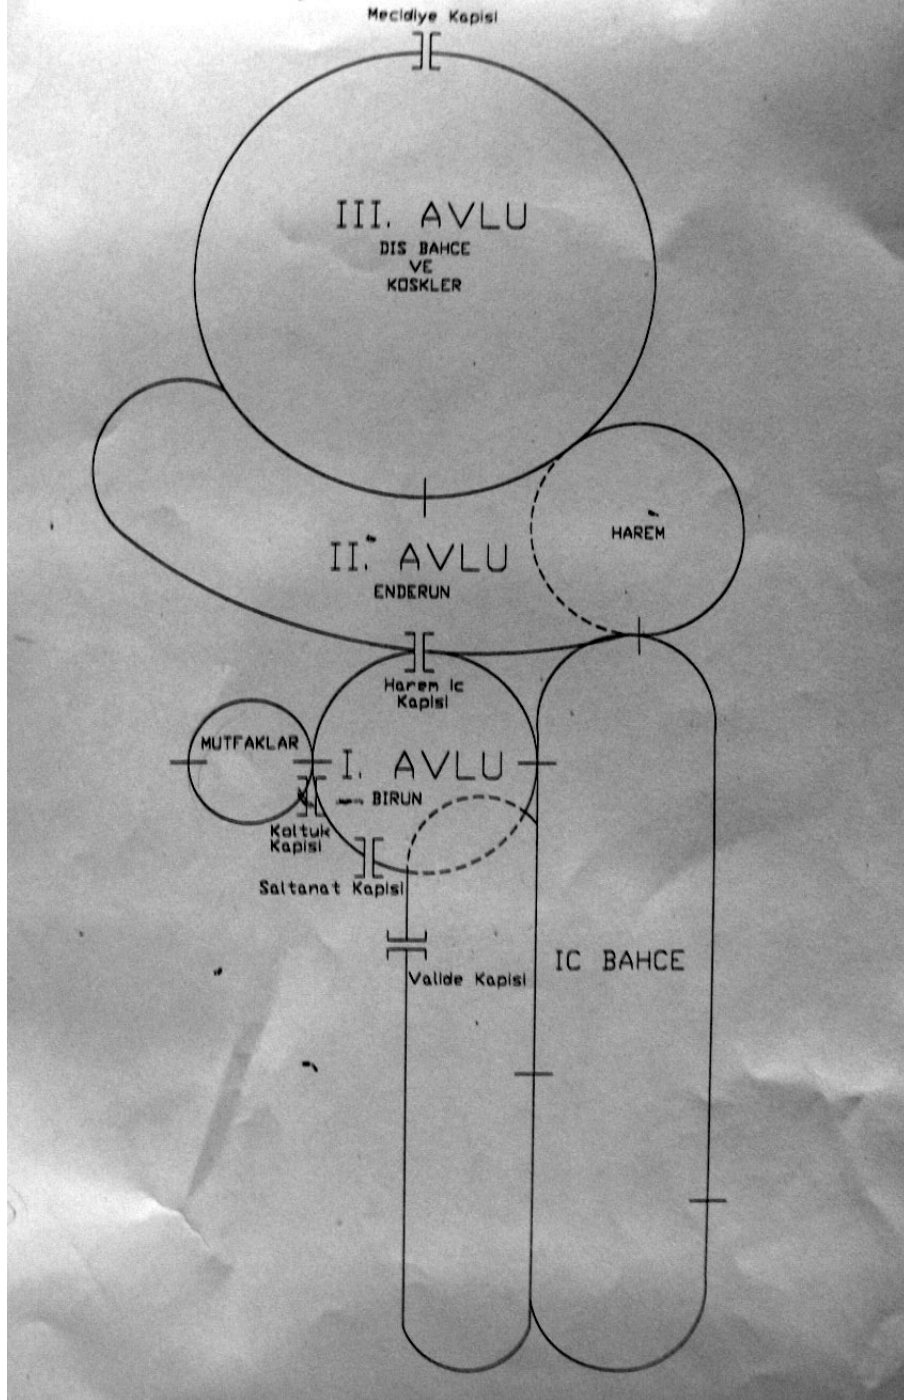 Mecidiye Kapisi
III. AVLU
DIS BAHCE
VE
KOSKLER
HAREM
II. AVLU
ENDERUN
Harem Ic
Kapisi
MUTFAKLAR
I. AVLU
BIRUN
Koltuk
Kapisi
Saltanat Kapisi
IC BAHCE
Valide Kapisi